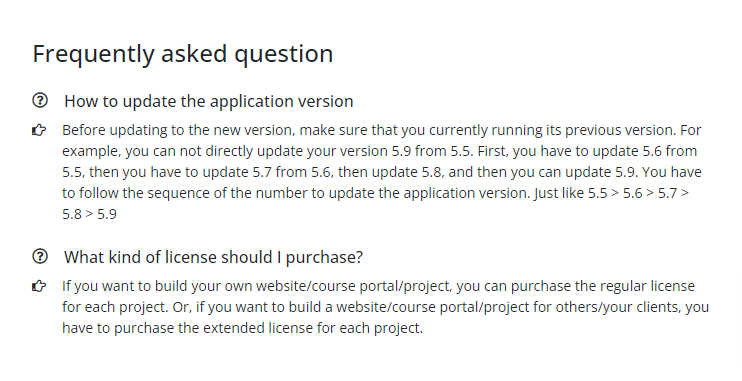 Frequently asked question
How to update the application version
Before updating to the new version, make sure that you currently running its previous version. For
example, you can not directly update your version 5.9 from 5.5. First, you have to update 5.6 from
5.5, then you have to update 5.7 from 5.6, then update 5.8, and then you can update 5.9. You have
to follow the sequence of the number to update the application version. Just like 5.5 > 5.6 > 5.7 >
5.8 > 5.9
What kind of license should I purchase?
If you want to build your own website/course portal/project, you can purchase the regular license
for each project. Or, if you want to build a website/course portal/project for others/your clients, you
have to purchase the extended license for each project.